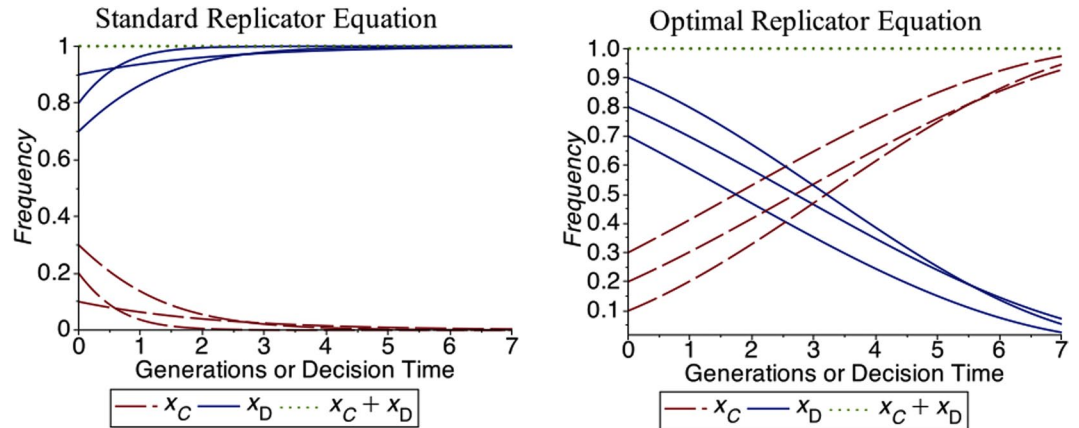 Standard Replicator Equation
1
0.8
0.6
0.4
0.2
0
Frequency
0 1 2 3 4 5 6 7
Generations or Decision Time
x_C x_D x_C + x_D
Optimal Replicator Equation
1.0
0.9
0.8
0.7
0.6
0.5
0.4
0.3
0.2
0.1
Frequency
0 1 2 3 4 5 6 7
Generations or Decision Time
x_C x_D x_C + x_D